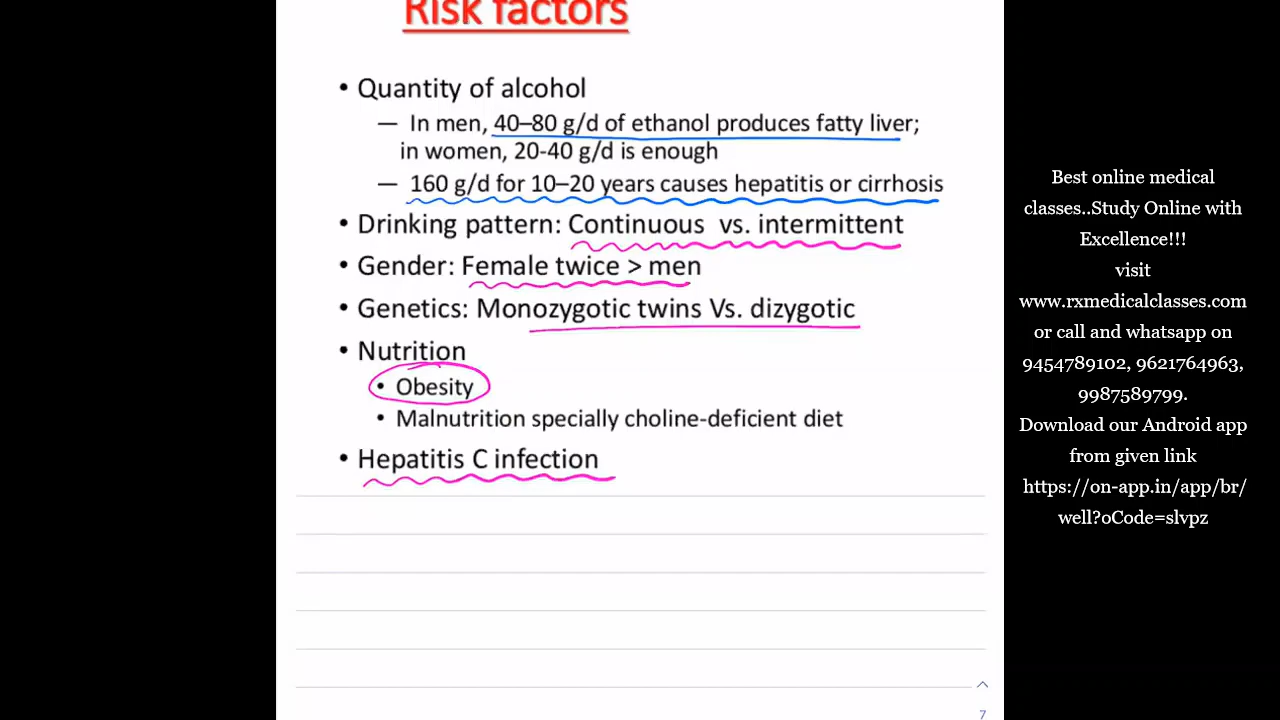 Risk factors
• Quantity of alcohol
— In men, 40–80 g/d of ethanol produces fatty liver;
in women, 20-40 g/d is enough
— 160 g/d for 10–20 years causes hepatitis or cirrhosis
• Drinking pattern: Continuous vs. intermittent
• Gender: Female twice > men
• Genetics: Monozygotic twins Vs. dizygotic
• Nutrition
• Obesity
• Malnutrition specially choline-deficient diet
• Hepatitis C infection
7
Best online medical
classes..Study Online with
Excellence!!!
visit
www.rxmedicalclasses.com
or call and whatsapp on
9454789102, 9621764963,
9987589799.
Download our Android app
from given link
https://on-app.in/app/br/
well?oCode=slvpz